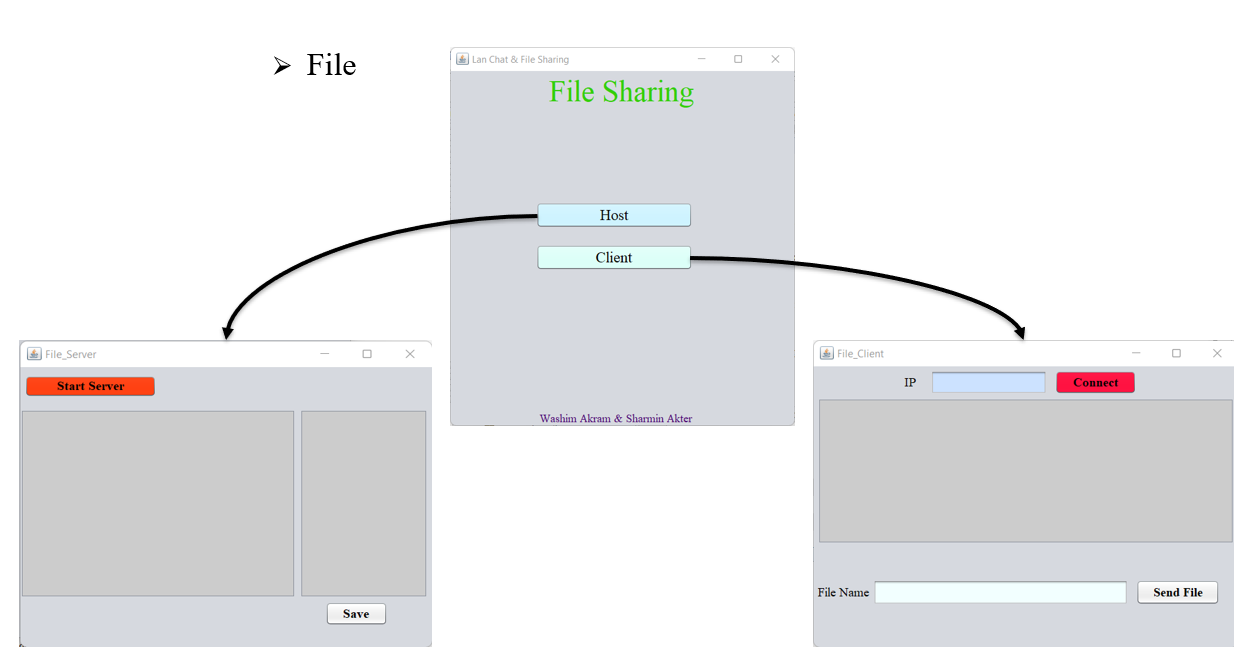 ➢ File
Lan Chat & File Sharing
File Sharing
Host
Client
Washim Akram & Sharmin Akter
File_Server
Start Server
Save
File_Client
IP
Connect
File Name
Send File